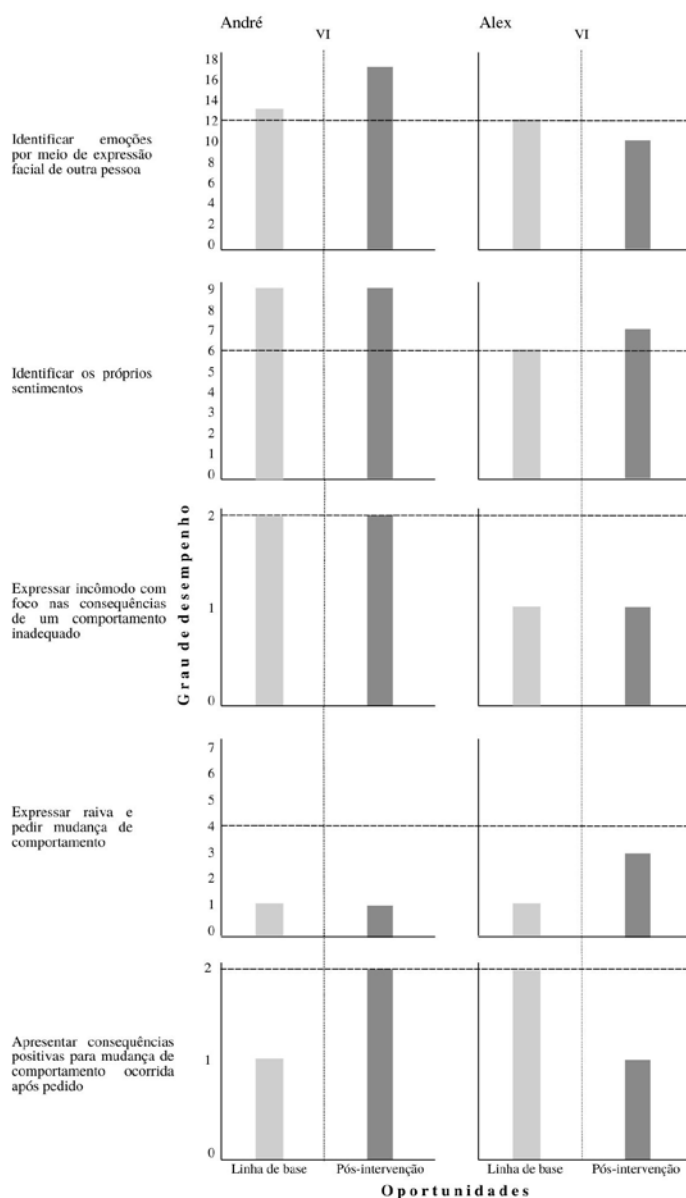 André
Alex
VI
VI
Identificar emoções
por meio de expressão
facial de outra pessoa
18
16
14
12
10
8
6
4
2
0
Identificar os próprios
sentimentos
9
8
7
6
5
4
3
2
1
0
Expressar incômodo com
foco nas consequências
de um comportamento
inadequado
2
1
0
Grau de desempenho
Expressar raiva e
pedir mudança de
comportamento
7
6
5
4
3
2
1
0
Apresentar consequências
positivas para mudança de
comportamento ocorrida
após pedido
2
1
0
Linha de base
Pós-intervenção
Linha de base
Pós-intervenção
Oportunidades